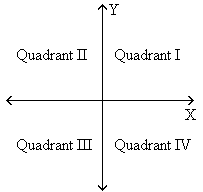 Y
Quadrant II Quadrant I
X
Quadrant III Quadrant IV